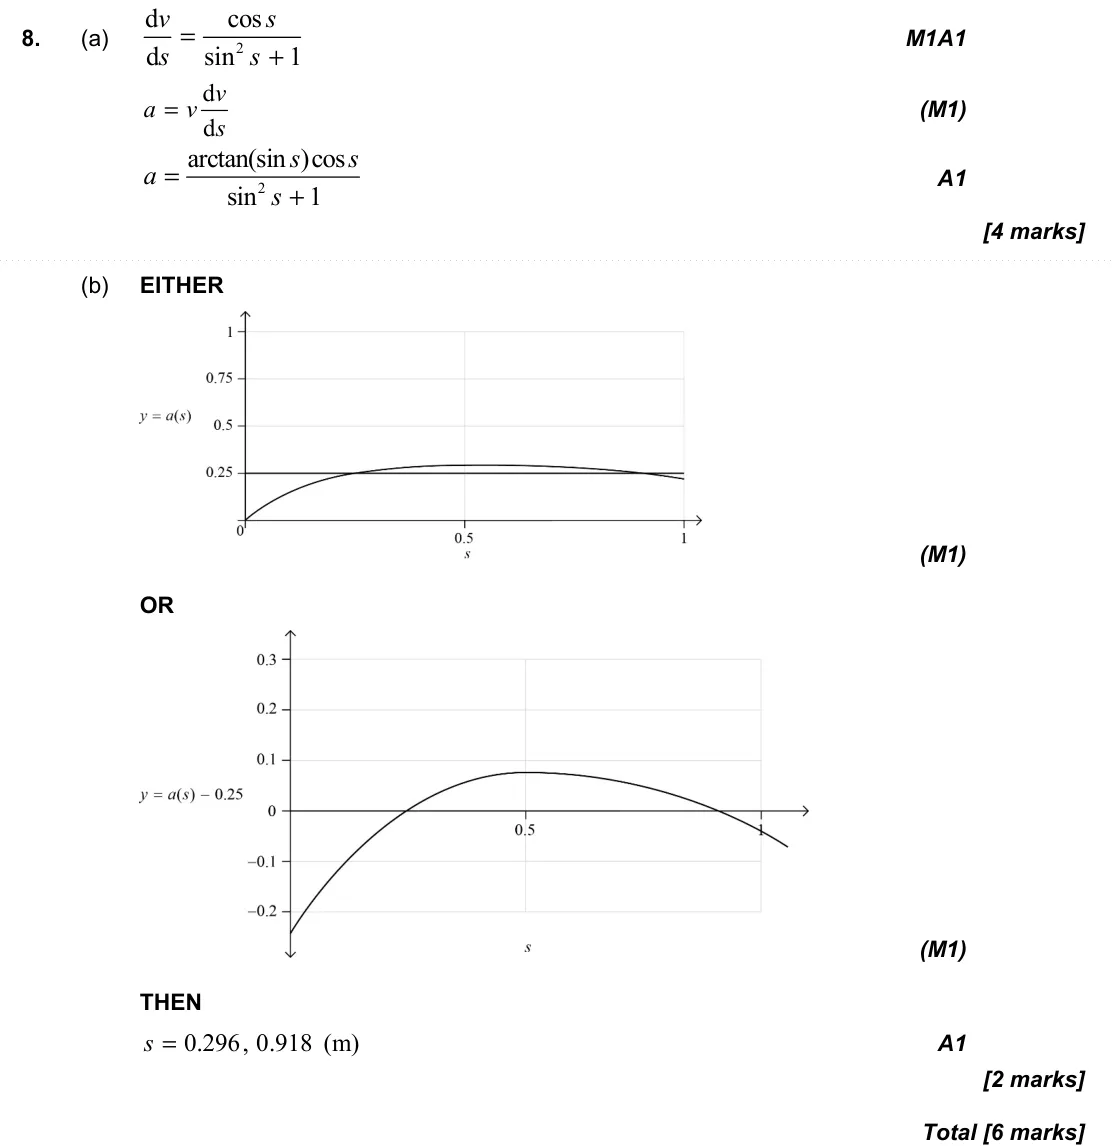 8. (a) dv/ds = cos s / (sin² s + 1) M1A1
a = v dv/ds (M1)
a = arctan(sin s)cos s / (sin² s + 1) A1
[4 marks]
(b) EITHER
1
0.75
y = a(s) 0.5
0.25
0
0.5 1
s
(M1)
OR
0.3
0.2
0.1
y = a(s) – 0.25
0
0.5 1
–0.1
–0.2
s
(M1)
THEN
s = 0.296, 0.918 (m) A1
[2 marks]
Total [6 marks]